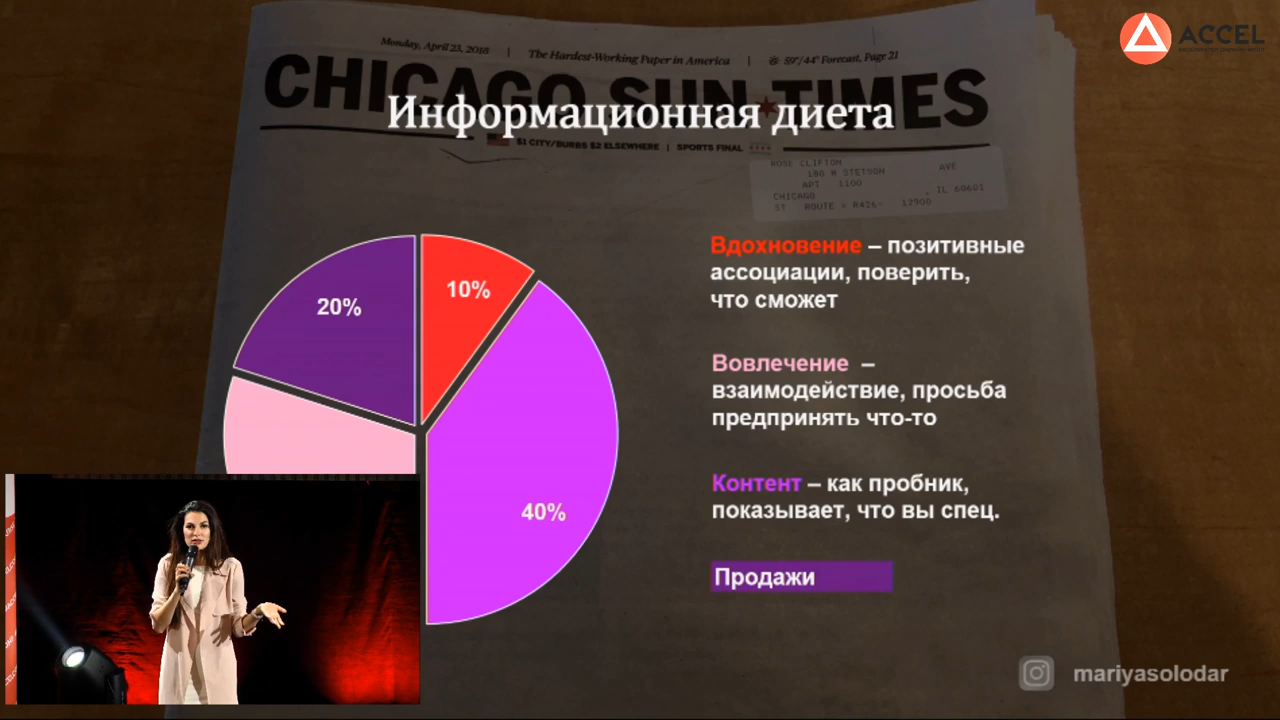 ACCEL
Monday, April 23, 2018 | The Hardest-Working Paper in America | 59°/44° Forecast, Page 21
CHICAGO SUN TIMES
Информационная диета
$1 CITY/BURBS $2 ELSEWHERE | SPORTS FINAL
ROSE CLIFTON
180 N STETSON AVE
APT 1100
CHICAGO , IL 60601
ST ROUTE
20%
10%
40%
Вдохновение – позитивные
ассоциации, поверить,
что сможет
Вовлечение –
взаимодействие, просьба
предпринять что-то
Контент – как пробник,
показывает, что вы спец.
Продажи
mariyasolodar